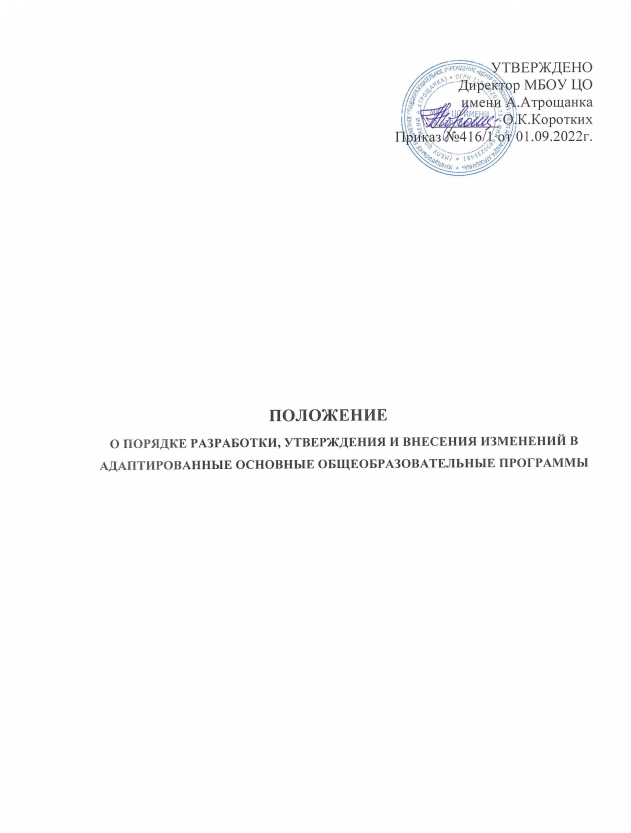 УТВЕРЖДЕНО
Директор МБОУ ЦО
имени А.Атрощанка
О.К.Коротких
Приказ №416/1 от 01.09.2022г.
ПОЛОЖЕНИЕ
О ПОРЯДКЕ РАЗРАБОТКИ, УТВЕРЖДЕНИЯ И ВНЕСЕНИЯ ИЗМЕНЕНИЙ В
АДАПТИРОВАННЫЕ ОСНОВНЫЕ ОБЩЕОБРАЗОВАТЕЛЬНЫЕ ПРОГРАММЫ